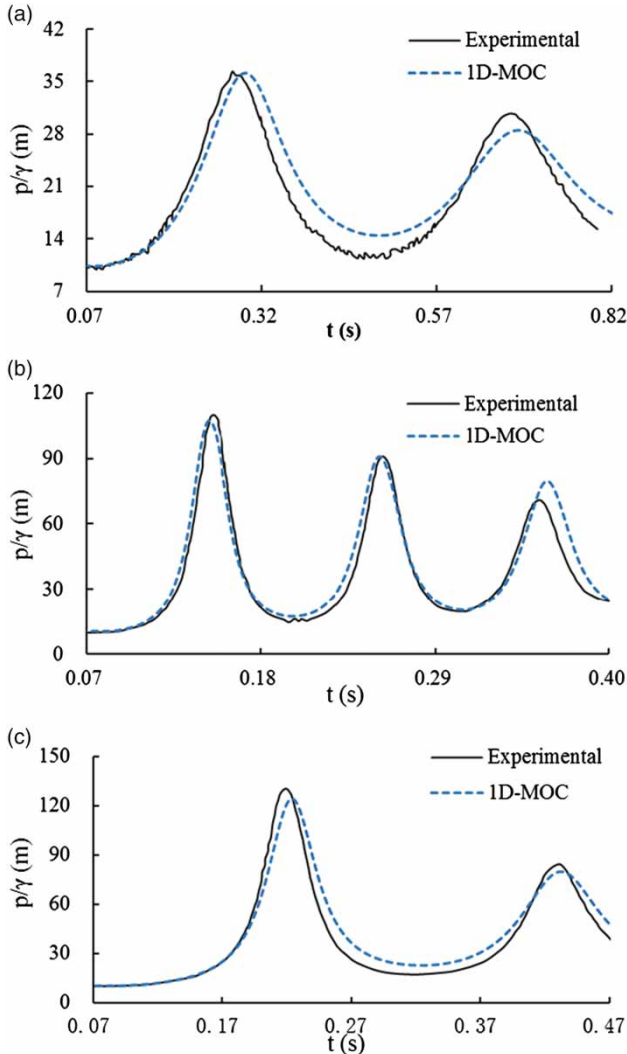 (a)
42
35
28
21
14
7
p/γ (m)
Experimental
1D-MOC
0.07
0.32
0.57
0.82
t (s)
(b)
120
90
60
30
0
p/γ (m)
Experimental
1D-MOC
0.07
0.18
0.29
0.40
t (s)
(c)
150
120
90
60
30
0
p/γ (m)
Experimental
1D-MOC
0. 07
0. 17
0. 27
0. 37
0. 47
t (s)